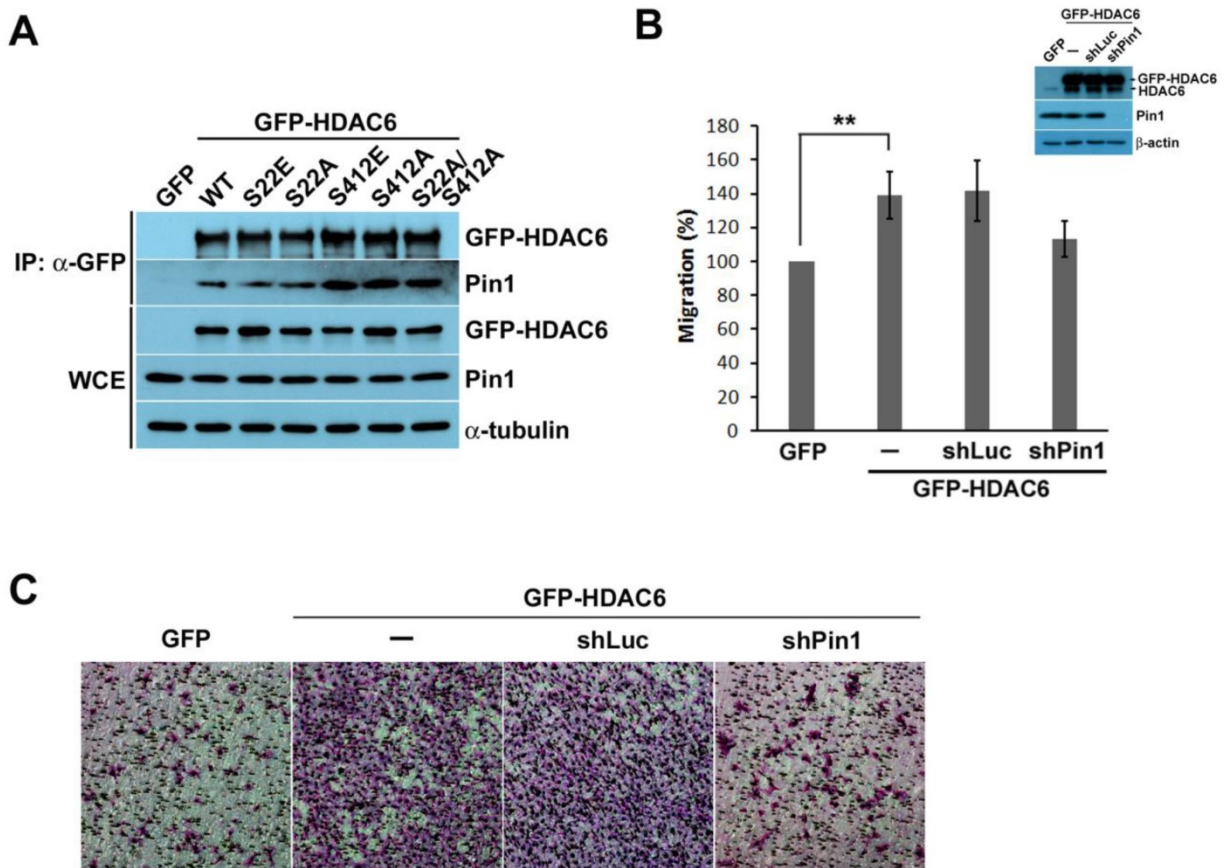 A
GFP-HDAC6
GFP
WT
S22E
S22A
S412E
S412A
S22A/
S412A
IP: α-GFP
GFP-HDAC6
Pin1
WCE
GFP-HDAC6
Pin1
α-tubulin
B
GFP-HDAC6
GFP
—
shLuc
shPin1
GFP-HDAC6
HDAC6
Pin1
β-actin
**
Migration (%)
180
160
140
120
100
80
60
40
20
0
GFP — shLuc shPin1
GFP-HDAC6
C
GFP-HDAC6
GFP — shLuc shPin1